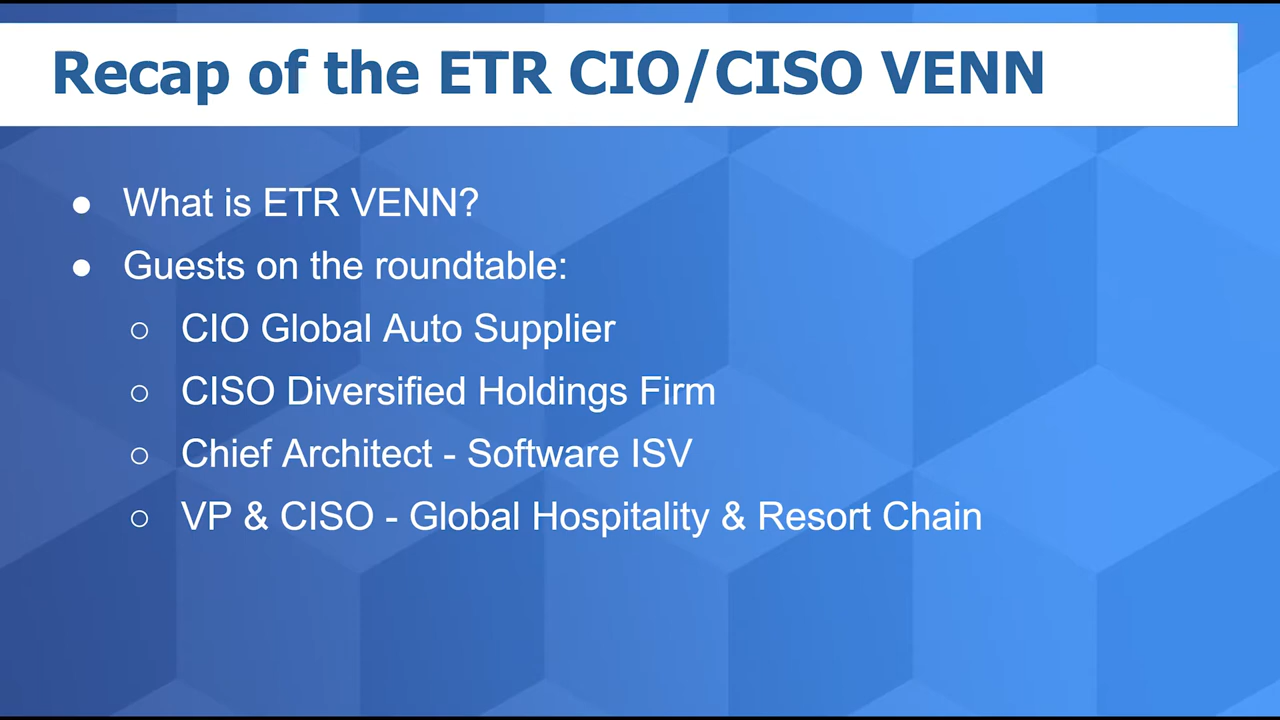 Recap of the ETR CIO/CISO VENN
● What is ETR VENN?
● Guests on the roundtable:
○ CIO Global Auto Supplier
○ CISO Diversified Holdings Firm
○ Chief Architect - Software ISV
○ VP & CISO - Global Hospitality & Resort Chain